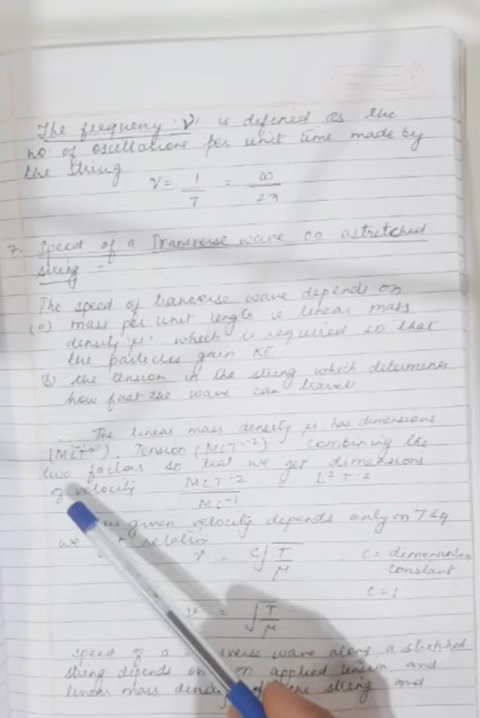 The frequency 'ν' is defined as the
no. of oscillations per unit time made by
the string
ν = 1/T = ω/2π
7. Speed of a Transverse wave on a stretched
string :-
The speed of transverse wave depends on
(a) mass per unit length ie linear mass
density 'μ' which is required so that
the particles gain KE
(b) the tension in the string which determines
how fast the wave can travel
The linear mass density μ has dimensions
Tension (MLT⁻²) Combining the
two factors so that we get dimensions
of velocity MLT⁻²/ML⁻¹ L²T⁻²
given velocity depends only on T & μ
we relation
v = C√T/μ C = dimensionless
constant
C = 1
v = √T/μ
speed of a wave along a stretched
string depends on applied tension and
linear mass density of the string and